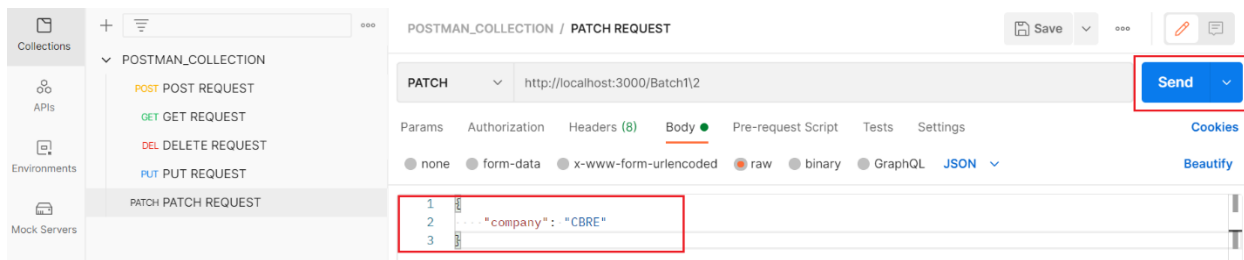 Collections
APIs
Environments
Mock Servers
+ ooo
POSTMAN_COLLECTION
POST POST REQUEST
GET GET REQUEST
DEL DELETE REQUEST
PUT PUT REQUEST
PATCH PATCH REQUEST
POSTMAN_COLLECTION / PATCH REQUEST Save ooo
PATCH http://localhost:3000/Batch1\2 Send
Params Authorization Headers (8) Body Pre-request Script Tests Settings Cookies
none form-data x-www-form-urlencoded raw binary GraphQL JSON Beautify
1 {
2 ····"company":·"CBRE"
3 }